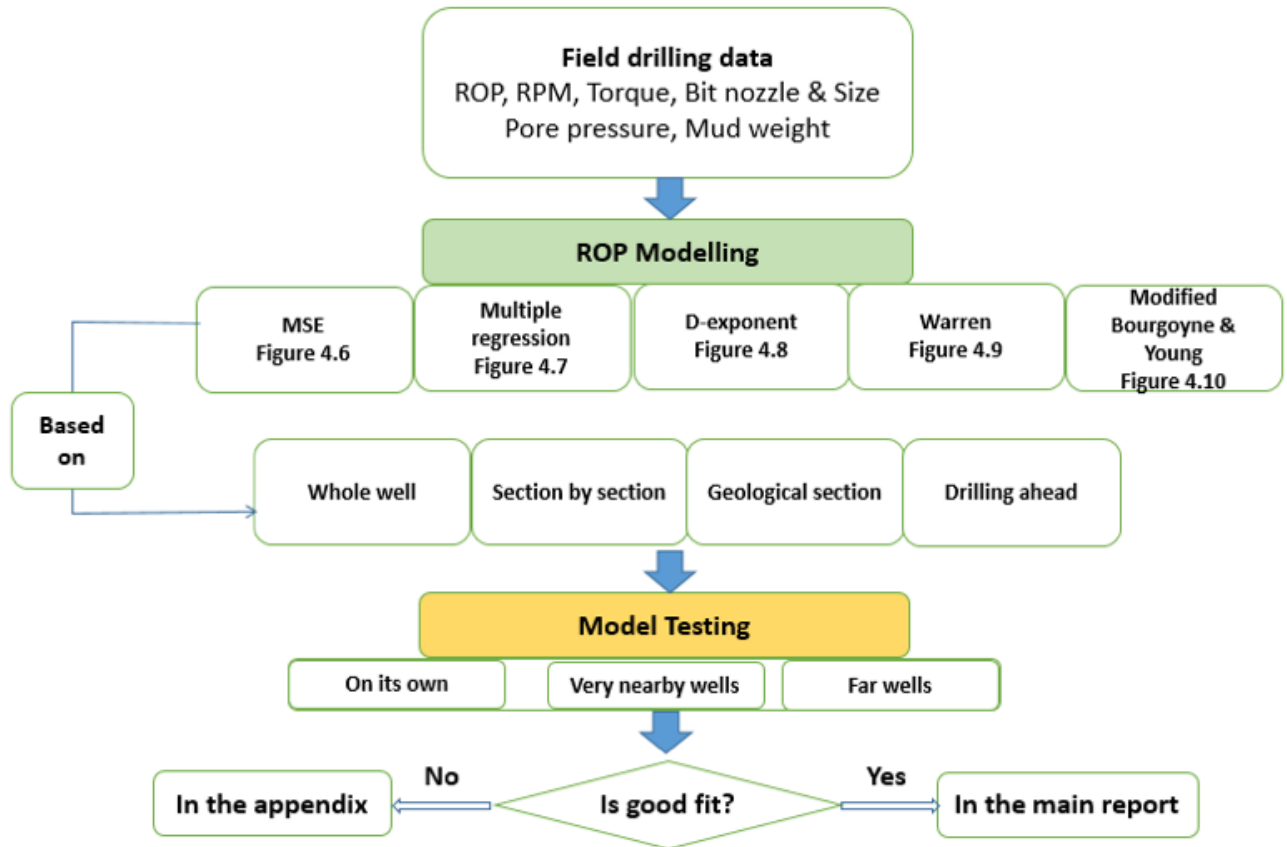 Field drilling data
ROP, RPM, Torque, Bit nozzle & Size
Pore pressure, Mud weight
ROP Modelling
MSE
Figure 4.6
Multiple
regression
Figure 4.7
D-exponent
Figure 4.8
Warren
Figure 4.9
Modified
Bourgoyne &
Young
Figure 4.10
Based
on
Whole well
Section by section
Geological section
Drilling ahead
Model Testing
On its own
Very nearby wells
Far wells
Is good fit?
No
In the appendix
Yes
In the main report